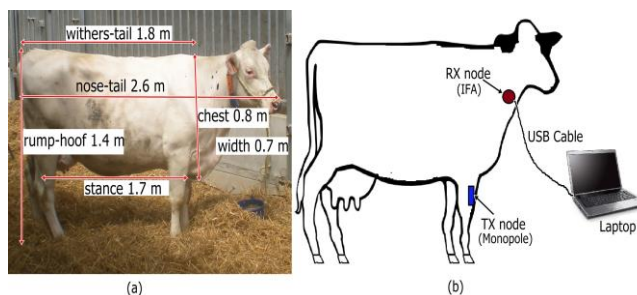 withers-tail 1.8 m
nose-tail 2.6 m
chest 0.8 m
rump-hoof 1.4 m
width 0.7 m
stance 1.7 m
(a)
RX node
(IFA)
USB Cable
TX node
(Monopole)
Laptop
(b)